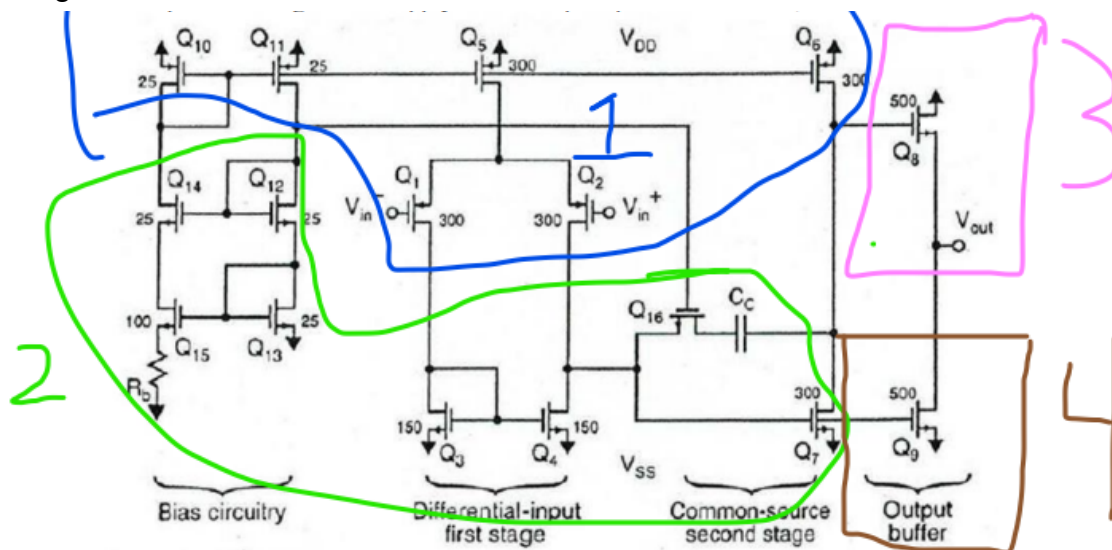 Q10 Q11 Q5 VDD Q6
25 25 300 300
1 3
500
Q8
Q14 Q12 Q1 Q2
Vin- Vin+
25 25 300 300
Vout
2
Q16 CC
100 25
Q15 Q13
Rb
300 500 4
150 150
Q3 Q4 VSS Q7 Q9
Bias circuitry Differential-input Common-source Output
first stage second stage buffer